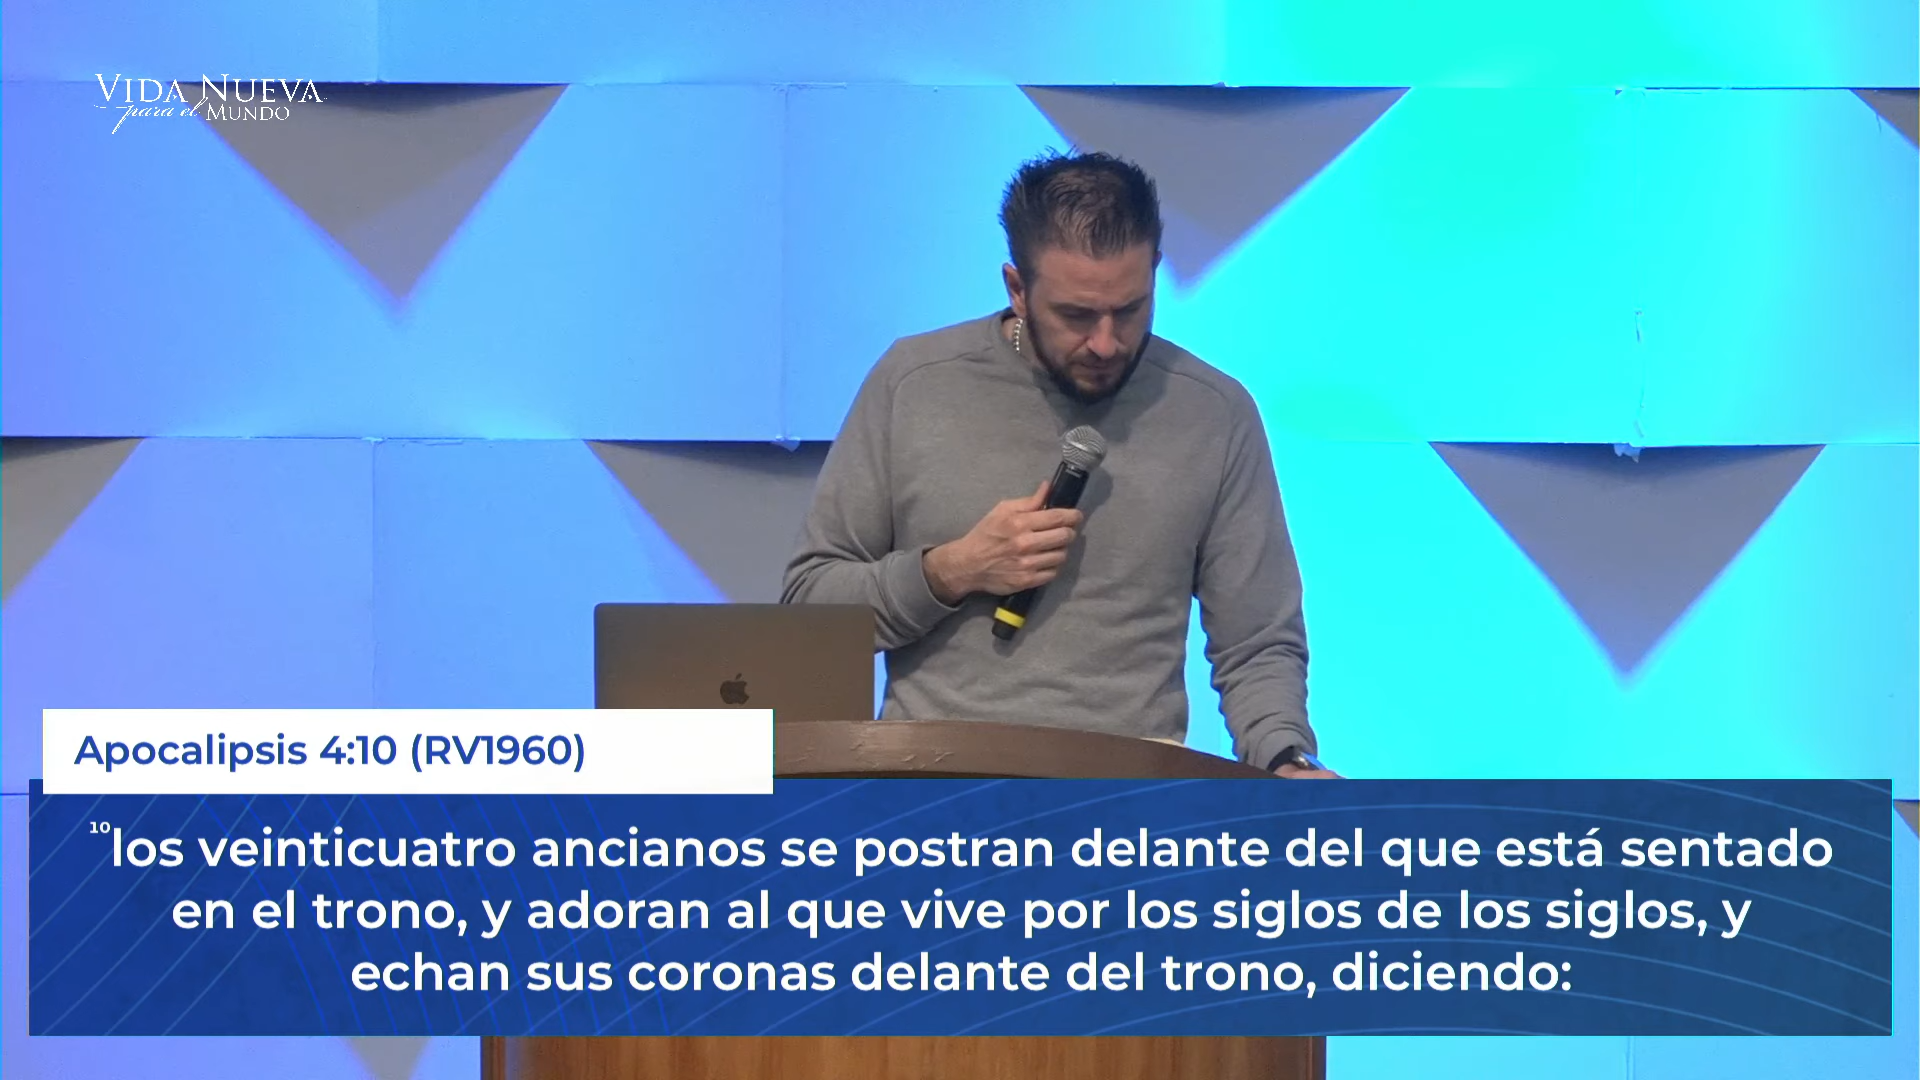 VIDA NUEVA
para el MUNDO
Apocalipsis 4:10 (RV1960)
¹⁰los veinticuatro ancianos se postran delante del que está sentado
en el trono, y adoran al que vive por los siglos de los siglos, y
echan sus coronas delante del trono, diciendo: